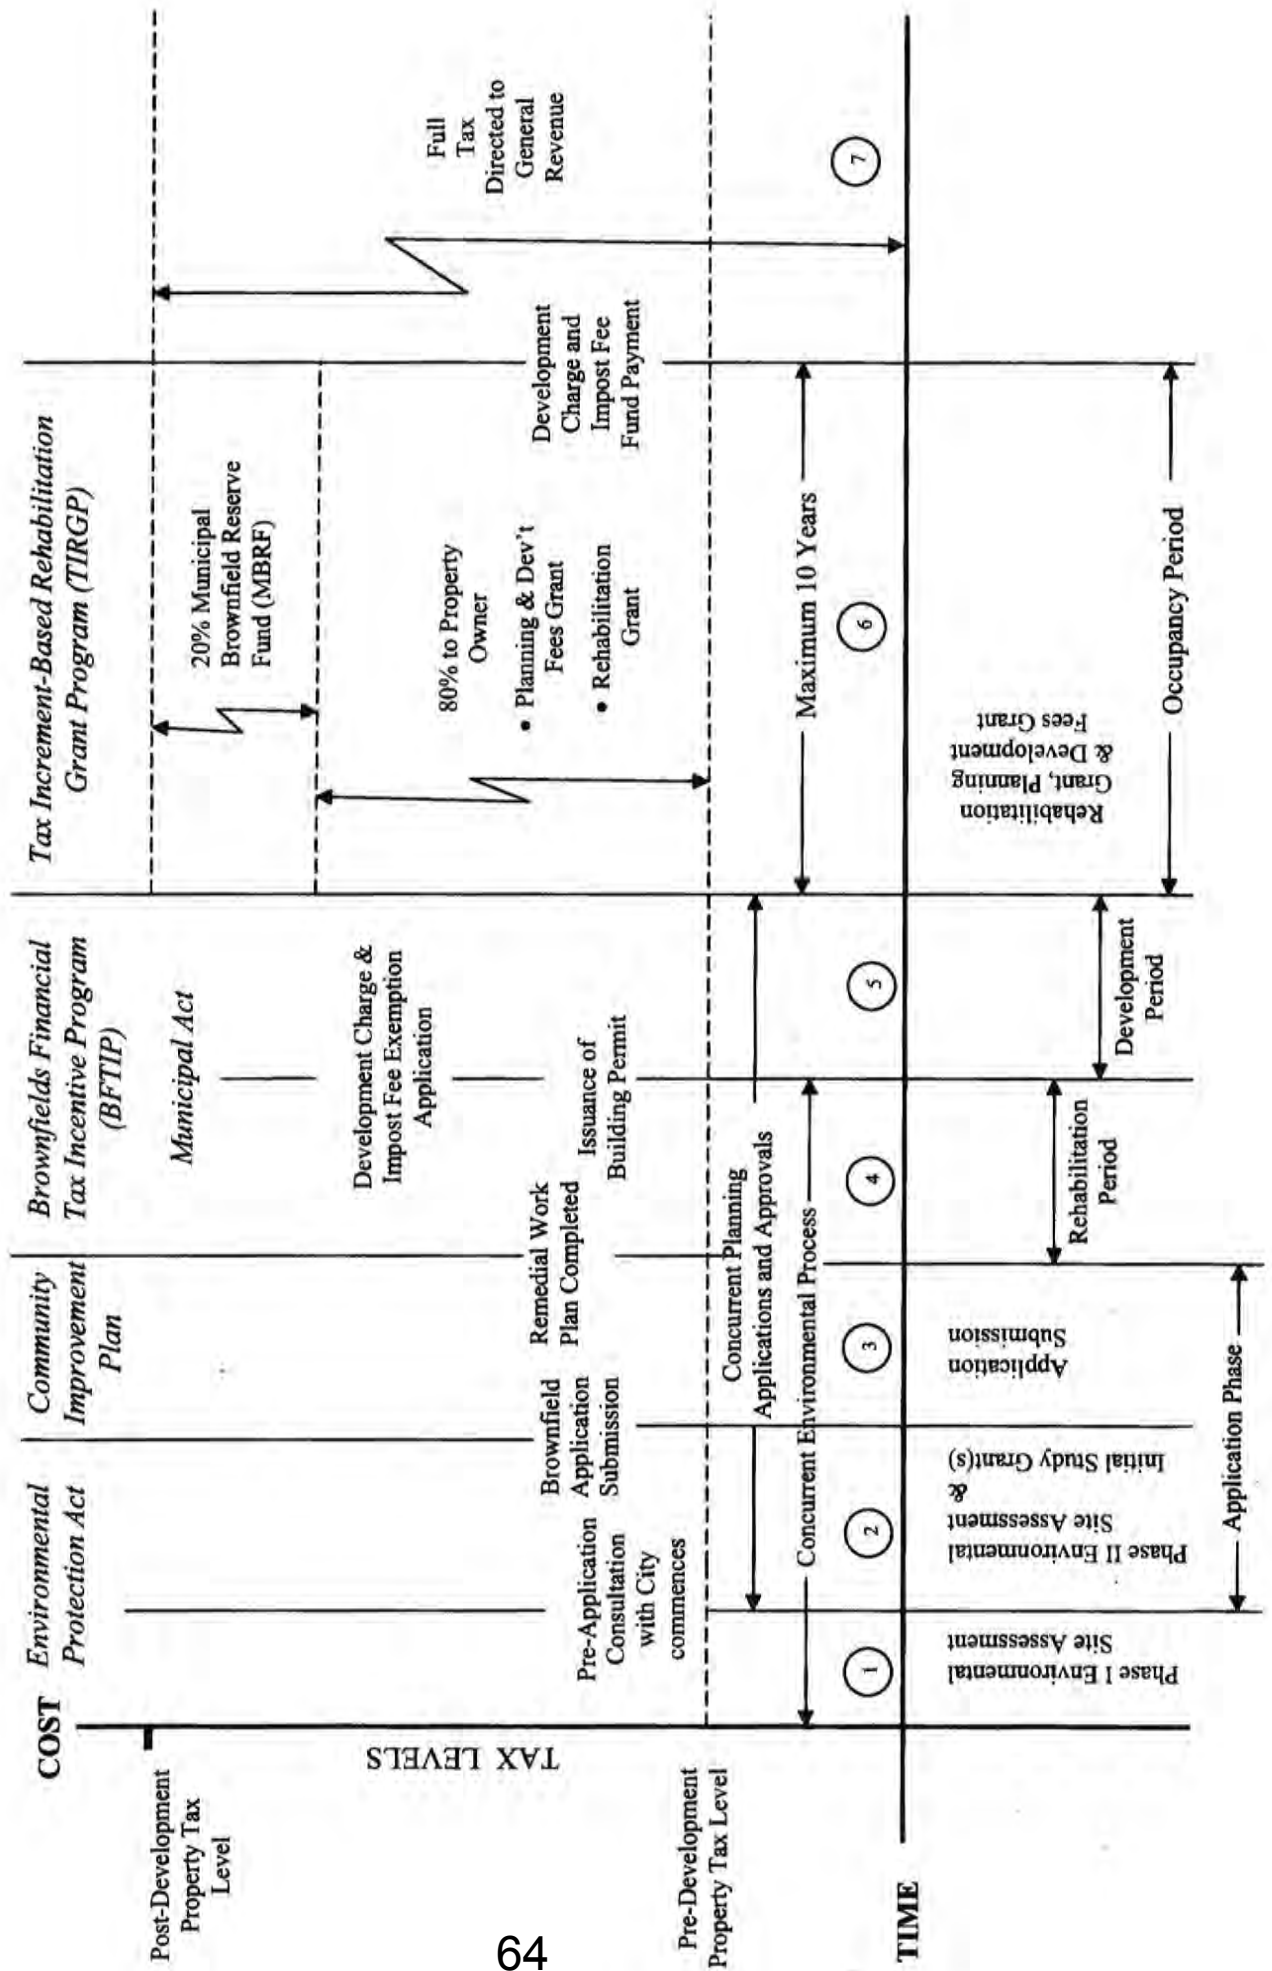 COST
Environmental
Protection Act
Community
Improvement
Plan
Brownfields Financial
Tax Incentive Program
(BFTIP)
Tax Increment-Based Rehabilitation
Grant Program (TIRGP)
Municipal Act
Post-Development
Property Tax
Level
TAX LEVELS
20% Municipal
Brownfield Reserve
Fund (MBRF)
Full
Tax
Directed to
General
Revenue
Development Charge &
Impost Fee Exemption
Application
80% to Property
Owner
• Planning & Dev't
Fees Grant
• Rehabilitation
Grant
Development
Charge and
Impost Fee
Fund Payment
Pre-Application
Consultation
with City
commences
Brownfield
Application
Submission
Remedial Work
Plan Completed
Issuance of
Building Permit
Pre-Development
Property Tax Level
Concurrent Planning
Applications and Approvals
Concurrent Environmental Process
Maximum 10 Years
1
2
3
4
5
6
7
TIME
Phase I Environmental
Site Assessment
Phase II Environmental
Site Assessment
&
Initial Study Grant(s)
Application
Submission
Rehabilitation
Grant, Planning
& Development
Fees Grant
Rehabilitation
Period
Development
Period
Occupancy Period
Application Phase
64